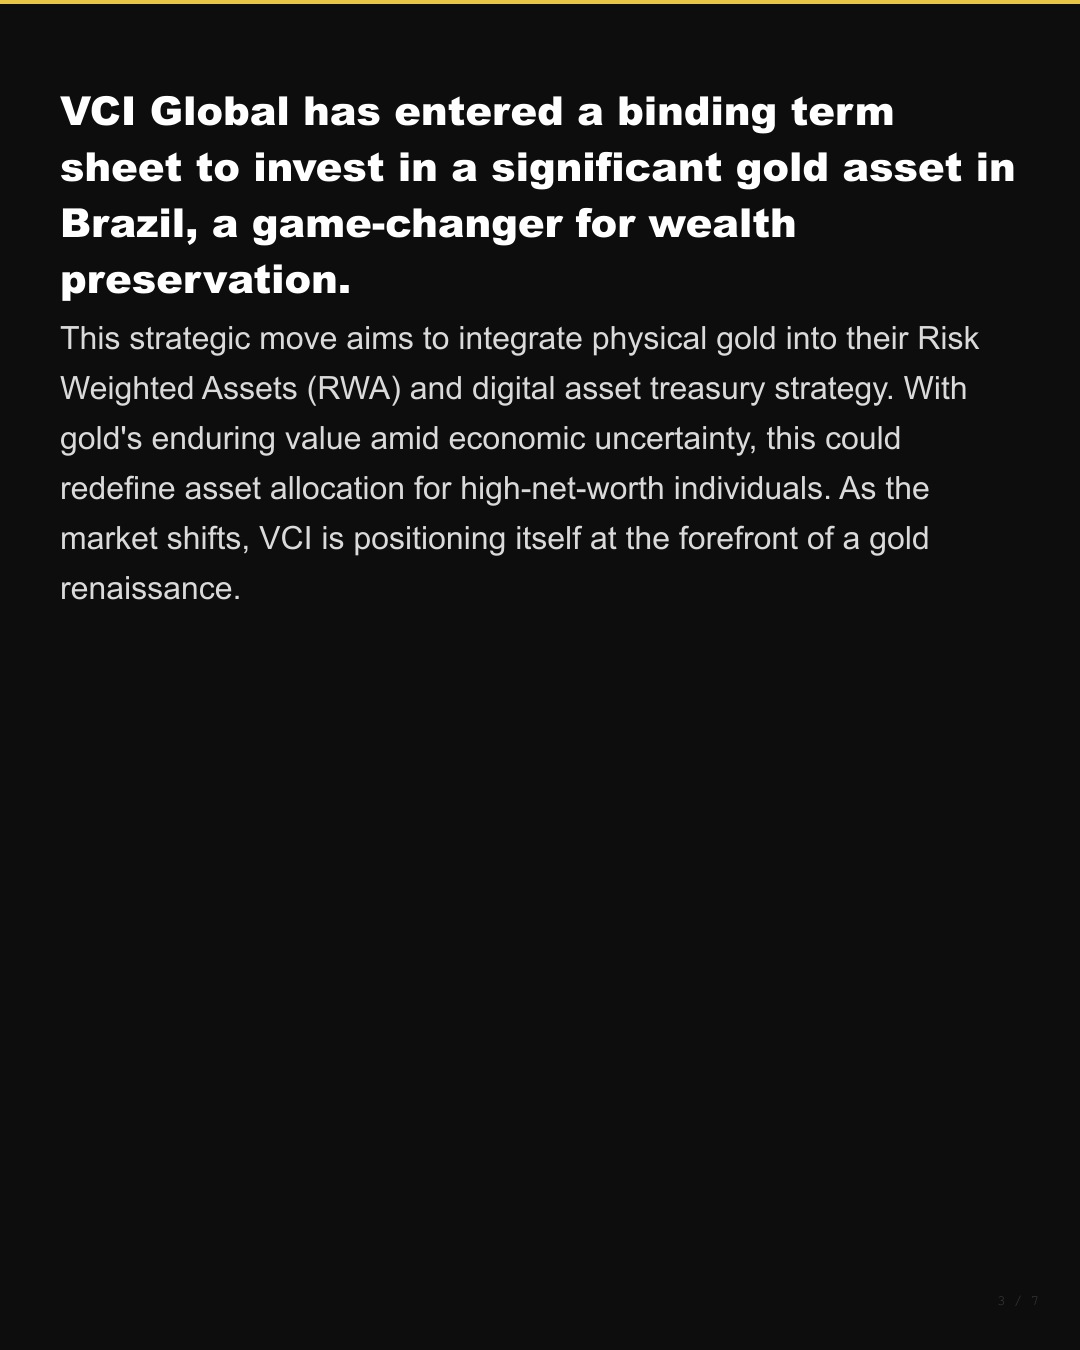 VCI Global has entered a binding term
sheet to invest in a significant gold asset in
Brazil, a game-changer for wealth
preservation.
This strategic move aims to integrate physical gold into their Risk
Weighted Assets (RWA) and digital asset treasury strategy. With
gold's enduring value amid economic uncertainty, this could
redefine asset allocation for high-net-worth individuals. As the
market shifts, VCI is positioning itself at the forefront of a gold
renaissance.
3 / 7